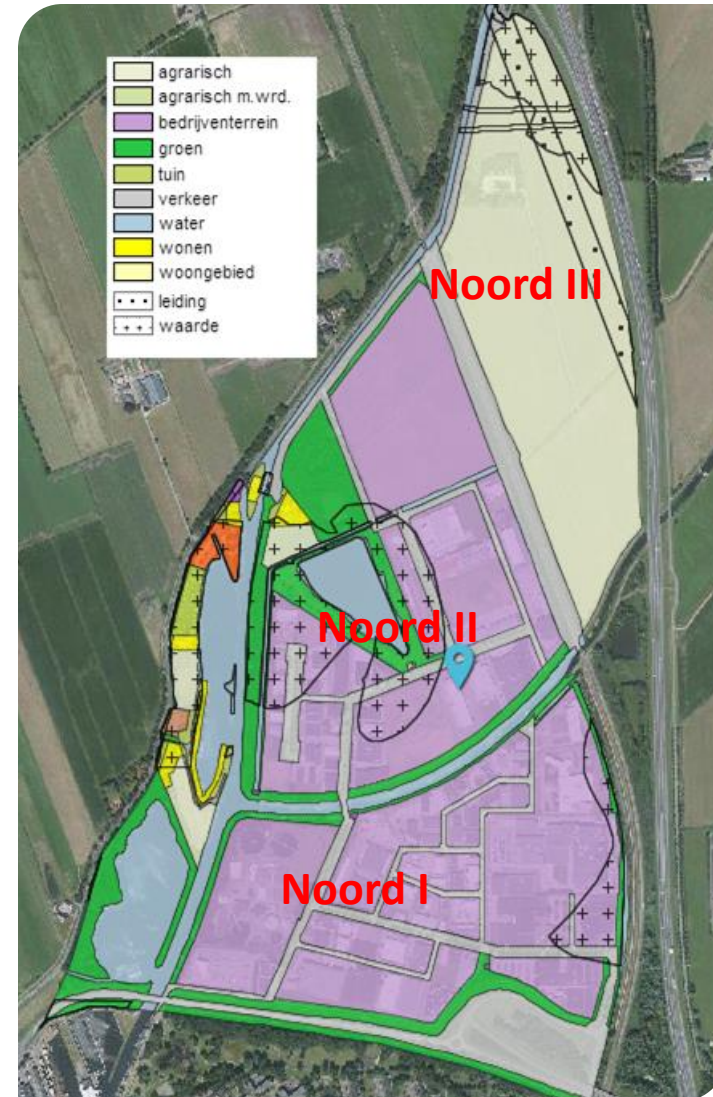 agrarisch
agrarisch m.wrd.
bedrijventerrein
groen
tuin
verkeer
water
wonen
woongebied
leiding
waarde
Noord III
Noord II
Noord I